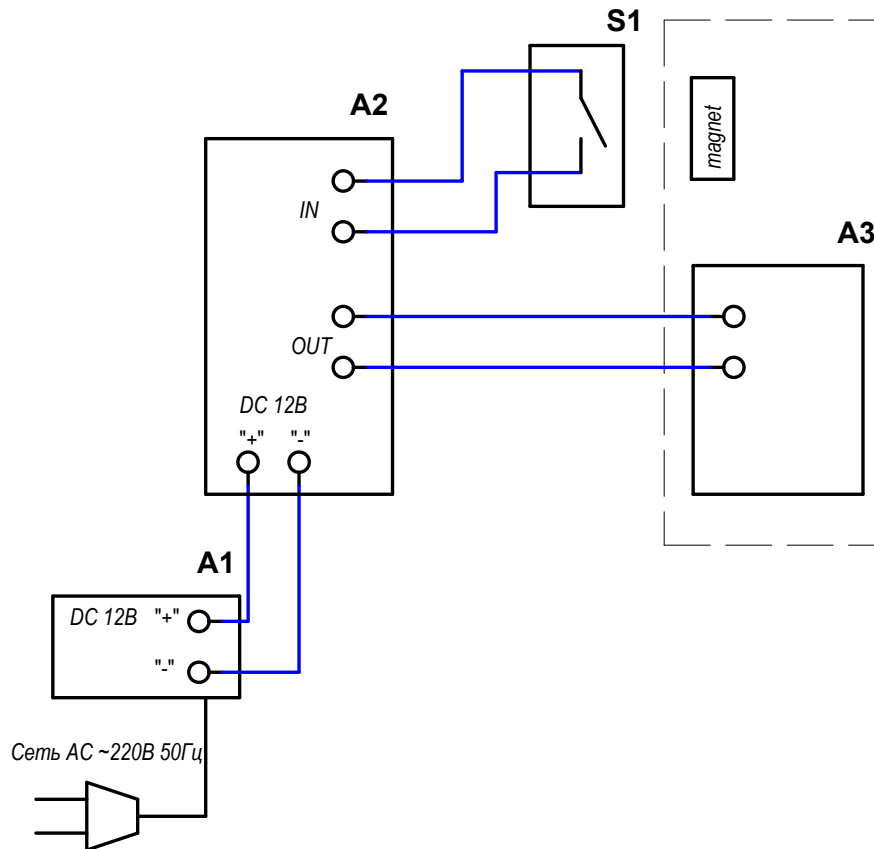 S1
A2
magnet
IN
A3
OUT
DC 12В
"+" "-"
A1
DC 12В "+"
"-"
Сеть AC ~220В 50Гц